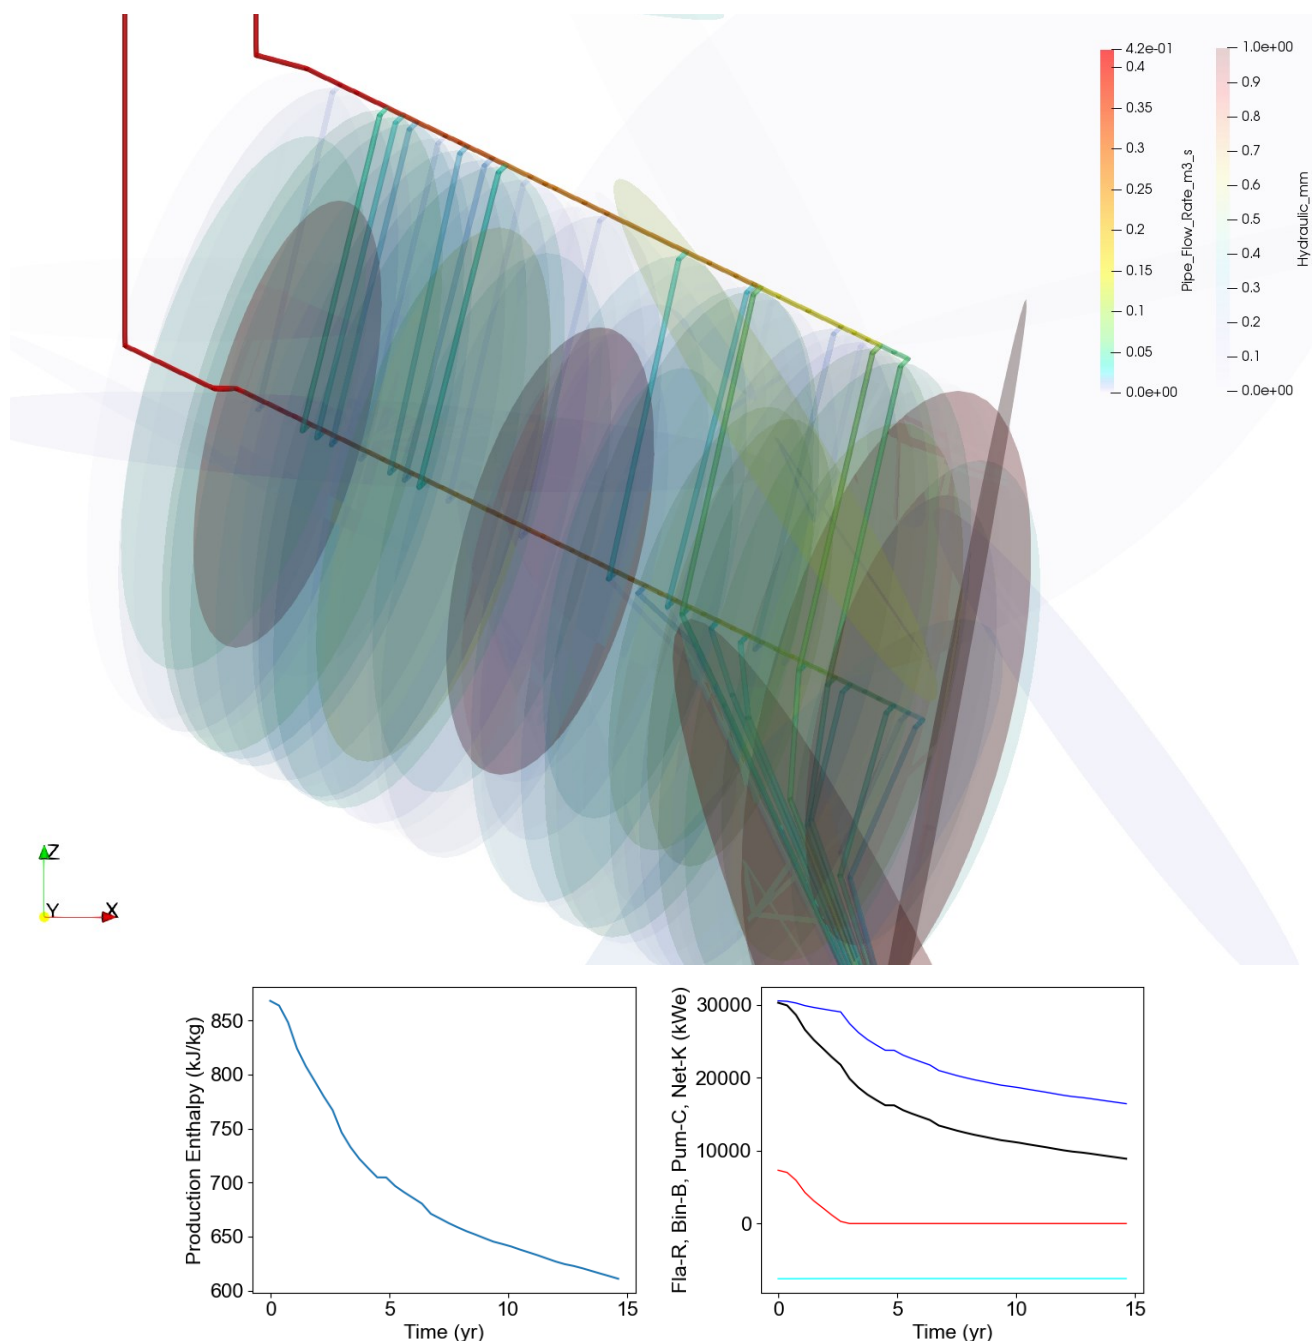 4.2e-01
0.4
0.35
0.3
0.25
0.2
0.15
0.1
0.05
0.0e+00
Pipe_Flow_Rate_m3_s
1.0e+00
0.9
0.8
0.7
0.6
0.5
0.4
0.3
0.2
0.1
0.0e+00
Hydraulic_mm
Z
Y
X
Production Enthalpy (kJ/kg)
850
800
750
700
650
600
0
5
10
15
Time (yr)
Fla-R, Bin-B, Pum-C, Net-K (kWe)
30000
20000
10000
0
0
5
10
15
Time (yr)